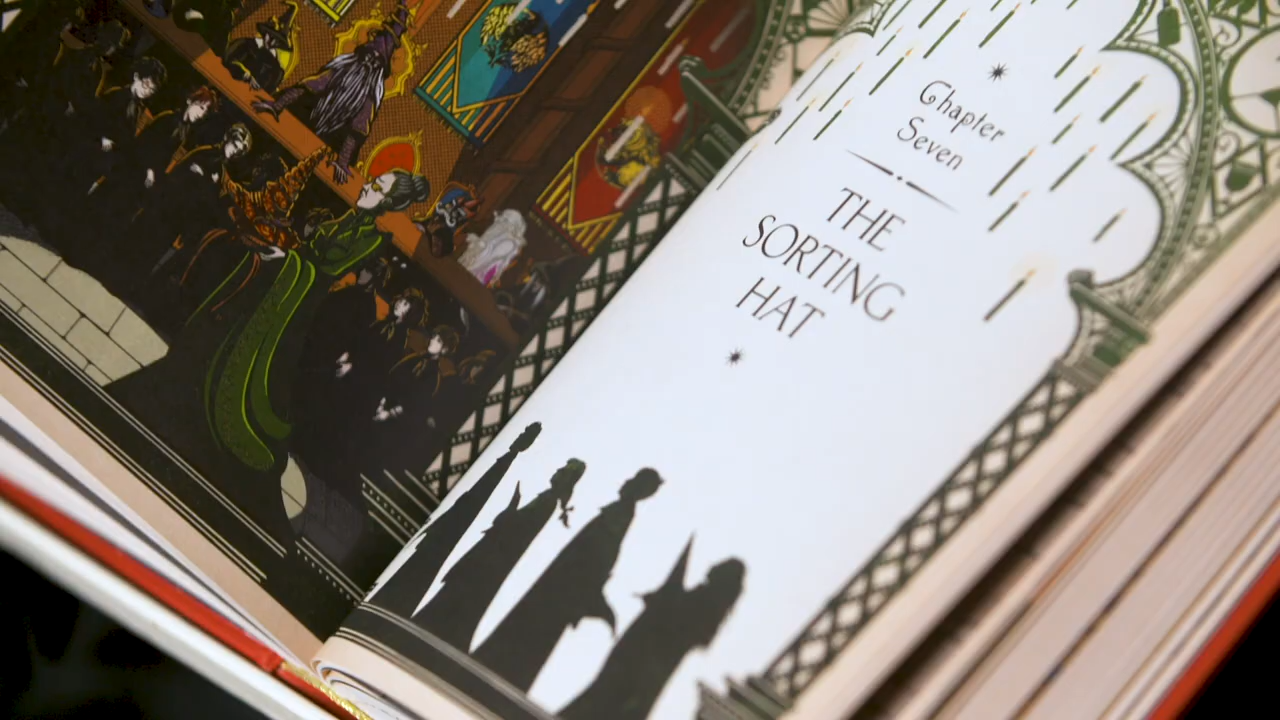 Chapter
Seven
THE
SORTING
HAT